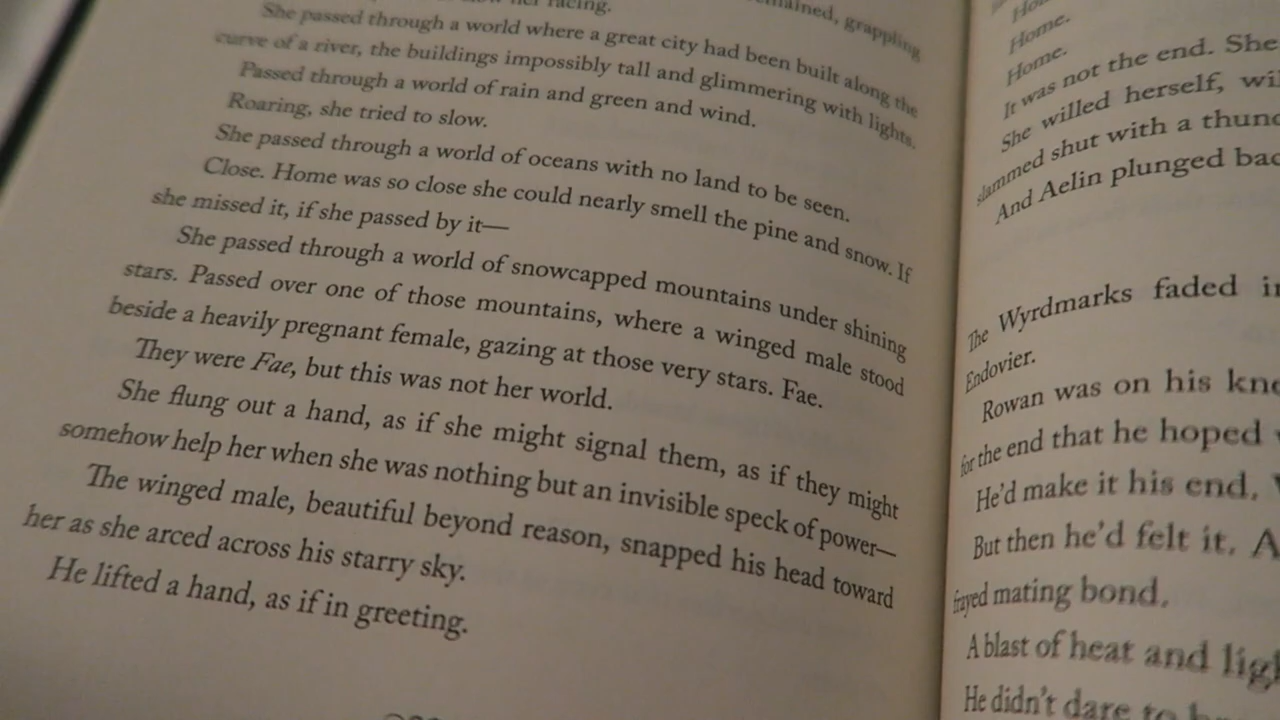 racing.
remained, grappling
She passed through a world where a great city had been built along the
curve of a river, the buildings impossibly tall and glimmering with lights.
Passed through a world of rain and green and wind.
Roaring, she tried to slow.
She passed through a world of oceans with no land to be seen.
Close. Home was so close she could nearly smell the pine and snow. If
she missed it, if she passed by it—
She passed through a world of snowcapped mountains under shining
stars. Passed over one of those mountains, where a winged male stood
beside a heavily pregnant female, gazing at those very stars. Fae.
They were Fae, but this was not her world.
She flung out a hand, as if she might signal them, as if they might
somehow help her when she was nothing but an invisible speck of power—
The winged male, beautiful beyond reason, snapped his head toward
her as she arced across his starry sky.
He lifted a hand, as if in greeting.
Home.
Home.
It was not the end. She
She willed herself,
slammed shut with a
And Aelin plunged
The Wyrdmarks faded
Endovier.
Rowan was on his
for the end that he hoped
He'd make it his end.
But then he'd felt it.
frayed mating bond.
A blast of heat and
He didn't dare to